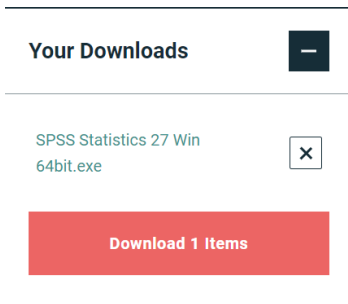 Your Downloads
SPSS Statistics 27 Win
64bit.exe
Download 1 Items